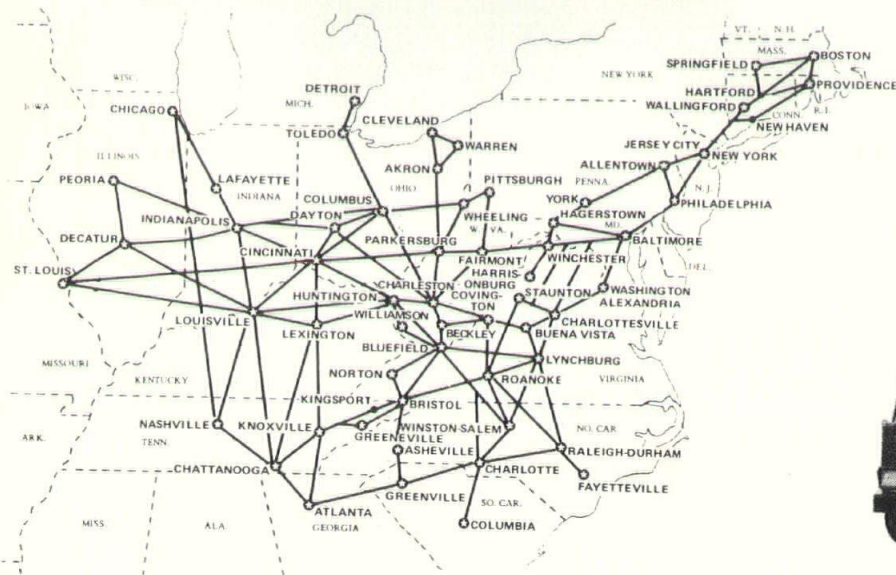 VT.
N.H.
MASS.
BOSTON
SPRINGFIELD
NEW YORK
HARTFORD
PROVIDENCE
WALLINGFORD
CONN.
R.I.
NEW HAVEN
WISC.
IOWA
MICH.
DETROIT
CHICAGO
TOLEDO
CLEVELAND
WARREN
AKRON
JERSEY CITY
NEW YORK
ALLENTOWN
ILLINOIS
PEORIA
LAFAYETTE
INDIANA
OHIO
PITTSBURGH
PENNA.
N.J.
PHILADELPHIA
YORK
COLUMBUS
DAYTON
WHEELING
W. VA.
HAGERSTOWN
MD.
BALTIMORE
INDIANAPOLIS
DECATUR
CINCINNATI
PARKERSBURG
FAIRMONT
WINCHESTER
DEL.
ST. LOUIS
HARRIS-
ONBURG
CHARLESTON
COVING-
TON
HUNTINGTON
STAUNTON
WASHINGTON
ALEXANDRIA
LOUISVILLE
LEXINGTON
WILLIAMSON
BECKLEY
BUENA VISTA
CHARLOTTESVILLE
BLUEFIELD
LYNCHBURG
MISSOURI
KENTUCKY
NORTON
ROANOKE
VIRGINIA
KINGSPORT
BRISTOL
NASHVILLE
KNOXVILLE
GREENEVILLE
WINSTON-SALEM
NO. CAR
ARK.
TENN.
ASHEVILLE
RALEIGH-DURHAM
CHATTANOOGA
GREENVILLE
CHARLOTTE
FAYETTEVILLE
SO. CAR.
ATLANTA
GEORGIA
COLUMBIA
MISS.
ALA.